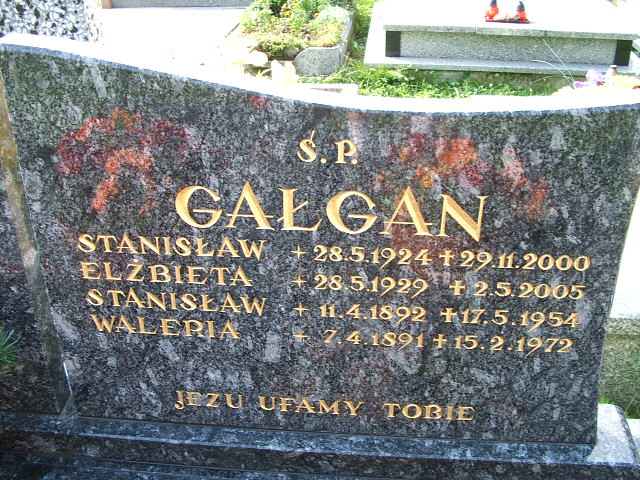 Ś. P.
GAŁGAN
STANISŁAW + 28.5.1924 + 29.11.2000
ELŻBIETA + 28.5.1929 + 2.5.2005
STANISŁAW + 11.4.1892 + 17.5.1954
WALERIA + 7.4.1891 + 15.2.1972
JEZU UFAMY TOBIE